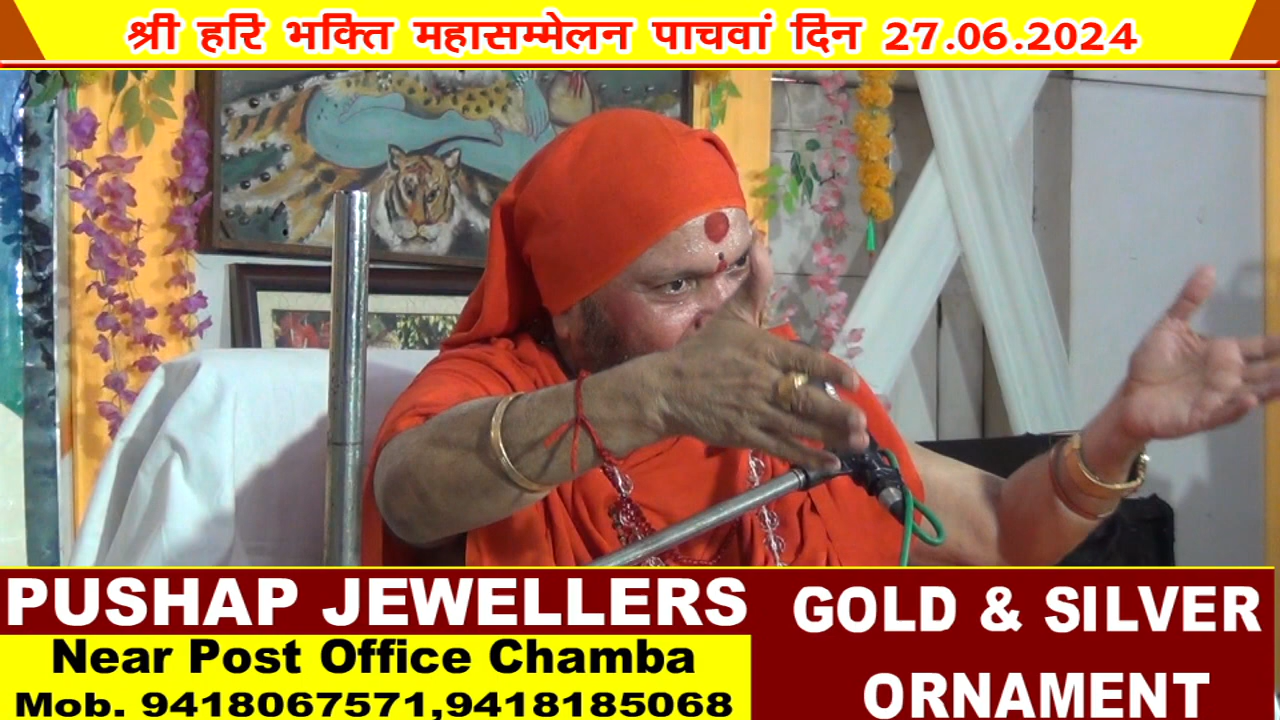 श्री हरि भक्ति महासम्मेलन पाचवां दिन 27.06.2024
PUSHAP JEWELLERS
Near Post Office Chamba
Mob. 9418067571,9418185068
GOLD & SILVER
ORNAMENT